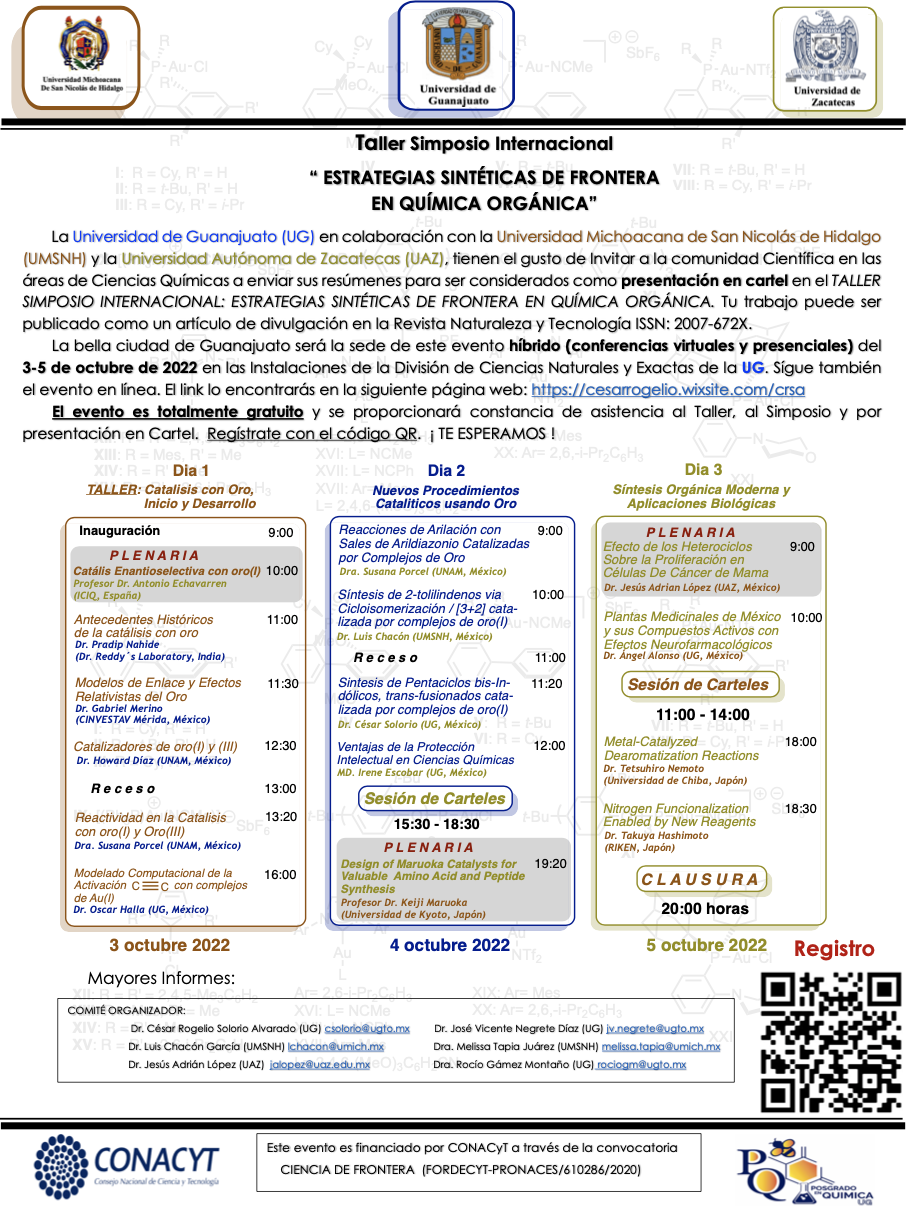 Universidad Michoacana
De San Nicolás de Hidalgo
Universidad de
Guanajuato
Universidad de
Zacatecas
Taller Simposio Internacional
“ ESTRATEGIAS SINTÉTICAS DE FRONTERA
EN QUÍMICA ORGÁNICA”
La Universidad de Guanajuato (UG) en colaboración con la Universidad Michoacana de San Nicolás de Hidalgo
(UMSNH) y la Universidad Autónoma de Zacatecas (UAZ), tienen el gusto de Invitar a la comunidad Científica en las
áreas de Ciencias Químicas a enviar sus resúmenes para ser considerados como presentación en cartel en el TALLER
SIMPOSIO INTERNACIONAL: ESTRATEGIAS SINTÉTICAS DE FRONTERA EN QUÍMICA ORGÁNICA. Tu trabajo puede ser
publicado como un artículo de divulgación en la Revista Naturaleza y Tecnología ISSN: 2007-672X.
La bella ciudad de Guanajuato será la sede de este evento híbrido (conferencias virtuales y presenciales) del
3-5 de octubre de 2022 en las Instalaciones de la División de Ciencias Naturales y Exactas de la UG. Sígue también
el evento en línea. El link lo encontrarás en la siguiente página web: https://cesarrogelio.wixsite.com/crsa
El evento es totalmente gratuito y se proporcionará constancia de asistencia al Taller, al Simposio y por
presentación en Cartel. Regístrate con el código QR. ¡ TE ESPERAMOS !
Dia 1
TALLER: Catalisis con Oro,
Inicio y Desarrollo
Inauguración 9:00
PLENARIA
Catális Enantioselectiva con oro(I) 10:00
Profesor Dr. Antonio Echavarren
(ICIQ, España)
Antecedentes Históricos 11:00
de la catálisis con oro
Dr. Pradip Nahide
(Dr. Reddy´s Laboratory, India)
Modelos de Enlace y Efectos 11:30
Relativistas del Oro
Dr. Gabriel Merino
(CINVESTAV Mérida, México)
Catalizadores de oro(I) y (III) 12:30
Dr. Howard Díaz (UNAM, México)
Receso 13:00
Reactividad en la Catalisis 13:20
con oro(I) y Oro(III)
Dra. Susana Porcel (UNAM, México)
Modelado Computacional de la 16:00
Activación C≡C con complejos
de Au(I)
Dr. Oscar Halla (UG, México)
3 octubre 2022
Dia 2
Nuevos Procedimientos
Cataliticos usando Oro
Reacciones de Arilación con 9:00
Sales de Arildiazonio Catalizadas
por Complejos de Oro
Dra. Susana Porcel (UNAM, México)
Síntesis de 2-tolilindenos via 10:00
Cicloisomerización / [3+2] cata-
lizada por complejos de oro(I)
Dr. Luis Chacón (UMSNH, México)
Receso 11:00
Sintesis de Pentaciclos bis-In- 11:20
dólicos, trans-fusionados cata-
lizada por complejos de oro(I)
Dr. César Solorio (UG, México)
Ventajas de la Protección 12:00
Intelectual en Ciencias Químicas
MD. Irene Escobar (UG, México)
Sesión de Carteles
15:30 - 18:30
PLENARIA
Design of Maruoka Catalysts for 19:20
Valuable Amino Acid and Peptide
Synthesis
Profesor Dr. Keiji Maruoka
(Universidad de Kyoto, Japón)
4 octubre 2022
Dia 3
Síntesis Orgánica Moderna y
Aplicaciones Biológicas
PLENARIA
Efecto de los Heterociclos 9:00
Sobre la Proliferación en
Células De Cáncer de Mama
Dr. Jesús Adrian López (UAZ, México)
Plantas Medicinales de México 10:00
y sus Compuestos Activos con
Efectos Neurofarmacológicos
Dr. Ángel Alonso (UG, México)
Sesión de Carteles
11:00 - 14:00
Metal-Catalyzed 18:00
Dearomatization Reactions
Dr. Tetsuhiro Nemoto
(Universidad de Chiba, Japón)
Nitrogen Funcionalization 18:30
Enabled by New Reagents
Dr. Takuya Hashimoto
(RIKEN, Japón)
CLAUSURA
20:00 horas
5 octubre 2022
Registro
Mayores Informes:
COMITÉ ORGANIZADOR:
Dr. César Rogelio Solorio Alvarado (UG) csolorio@ugto.mx
Dr. José Vicente Negrete Díaz (UG) jv.negrete@ugto.mx
Dr. Luis Chacón García (UMSNH) lchacon@umich.mx
Dra. Melissa Tapia Juárez (UMSNH) melissa.tapia@umich.mx
Dr. Jesús Adrián López (UAZ) jalopez@uaz.edu.mx
Dra. Rocío Gámez Montaño (UG) rociogm@ugto.mx
CONACYT
Consejo Nacional de Ciencia y Tecnología
Este evento es financiado por CONACyT a través de la convocatoria
CIENCIA DE FRONTERA (FORDECYT-PRONACES/610286/2020)
PQ
POSGRADO
EN QUIMICA
UG